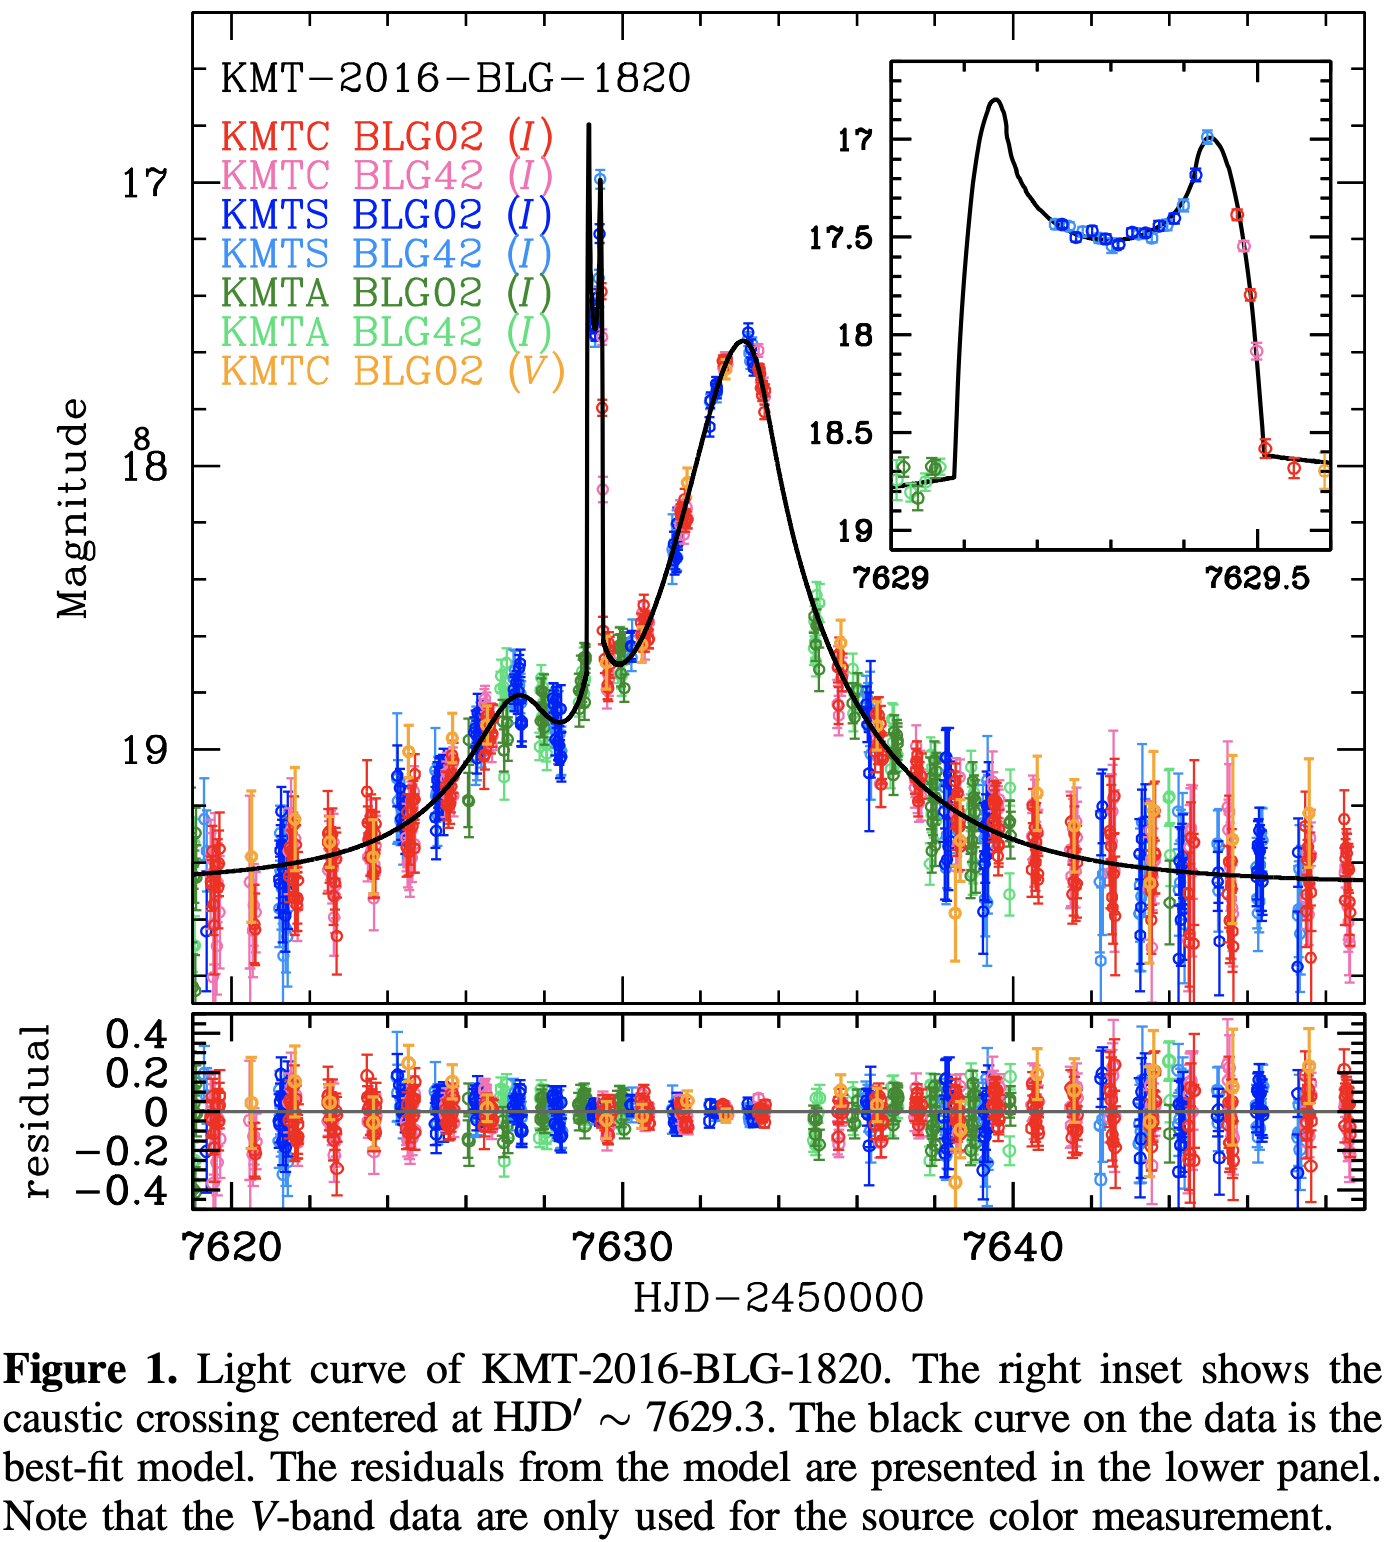 KMT-2016-BLG-1820
KMTC BLG02 (I)
KMTC BLG42 (I)
KMTS BLG02 (I)
KMTS BLG42 (I)
KMTA BLG02 (I)
KMTA BLG42 (I)
KMTC BLG02 (V)
17
8
18
19
Magnitude
17
17.5
18
18.5
19
7629
7629.5
0.4
0.2
0
-0.2
-0.4
residual
7620
7630
7640
HJD-2450000
Figure 1. Light curve of KMT-2016-BLG-1820. The right inset shows the
caustic crossing centered at HJD′ ∼ 7629.3. The black curve on the data is the
best-fit model. The residuals from the model are presented in the lower panel.
Note that the V-band data are only used for the source color measurement.